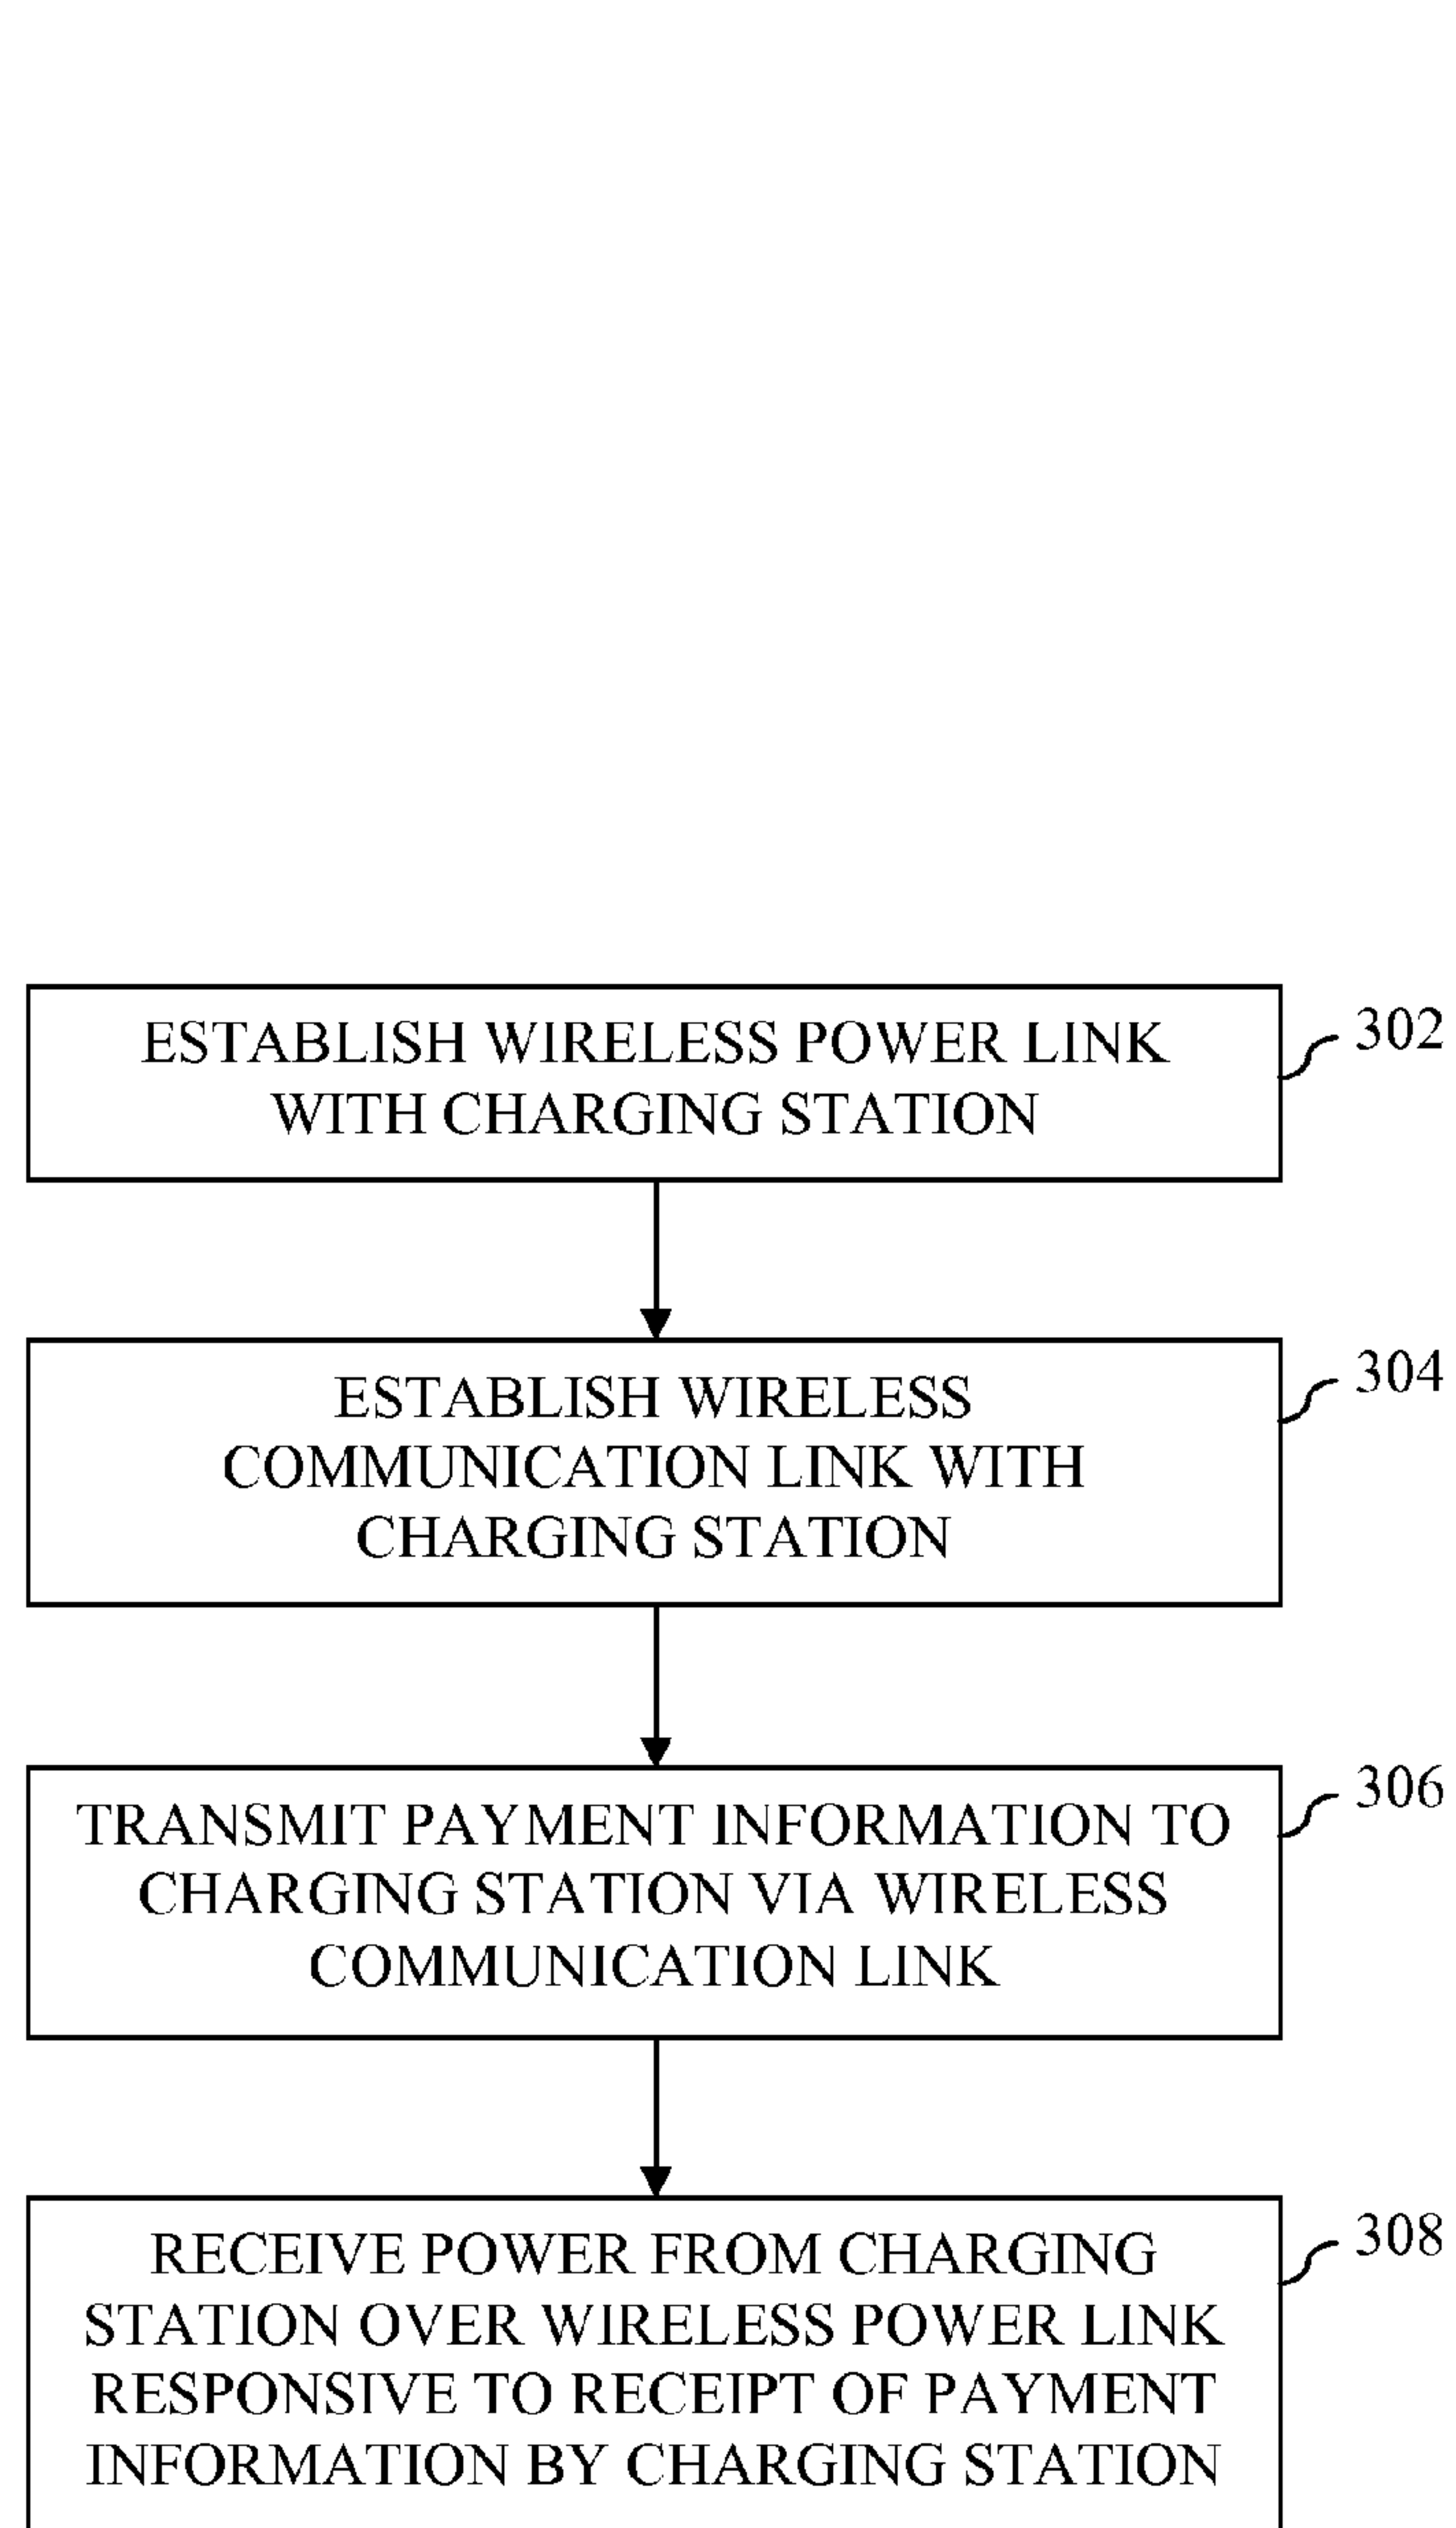 ESTABLISH WIRELESS POWER LINK
WITH CHARGING STATION
302
ESTABLISH WIRELESS
COMMUNICATION LINK WITH
CHARGING STATION
304
TRANSMIT PAYMENT INFORMATION TO
CHARGING STATION VIA WIRELESS
COMMUNICATION LINK
306
RECEIVE POWER FROM CHARGING
STATION OVER WIRELESS POWER LINK
RESPONSIVE TO RECEIPT OF PAYMENT
INFORMATION BY CHARGING STATION
308